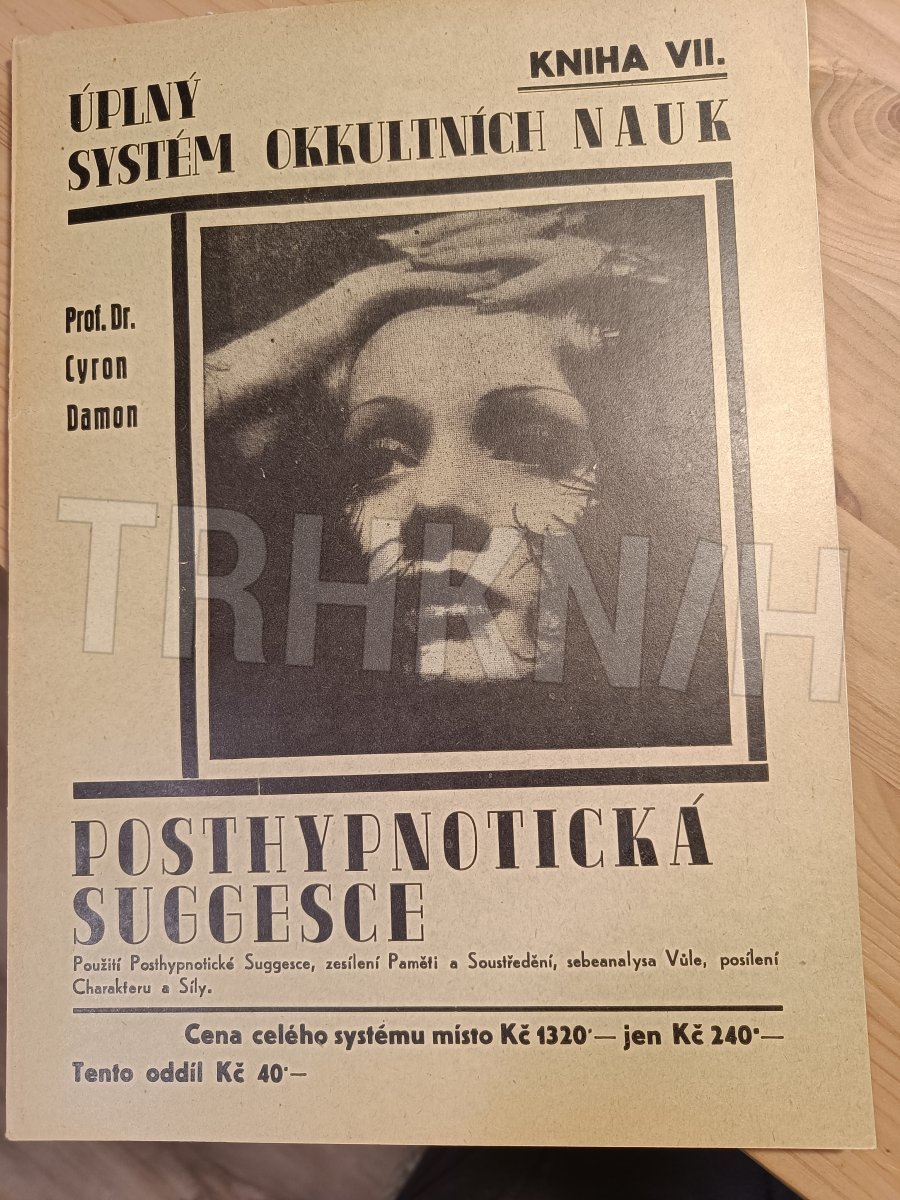 KNIHA VII.
ÚPLNÝ
SYSTÉM OKKULTNÍCH NAUK
Prof. Dr.
Cyron
Damon
TRHKNIH
POSTHYPNOTICKÁ
SUGGESCE
Použití Posthypnotické Suggesce, zesílení Paměti a Soustředění, sebeanalysa Vůle, posílení
Charakteru a Síly.
Cena celého systému místo Kč 1320·— jen Kč 240·—
Tento oddíl Kč 40·—